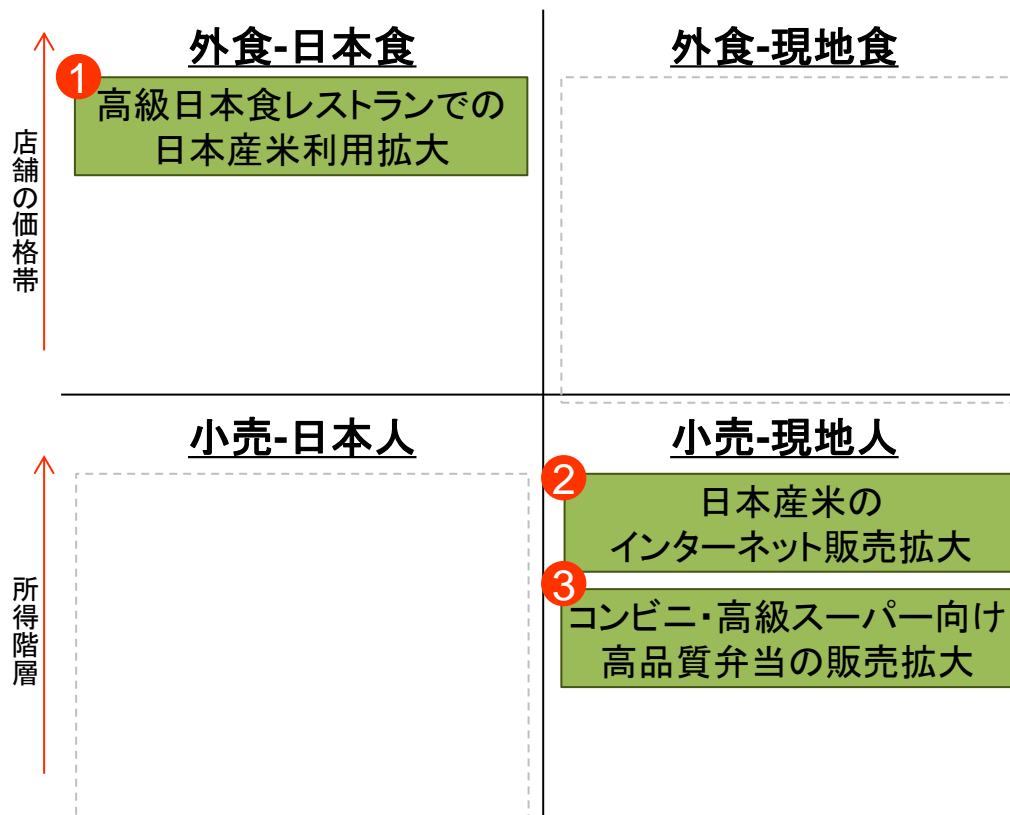 外食-日本食
外食-現地食
店舗の価格帯
1
高級日本食レストランでの
日本産米利用拡大
小売-日本人
小売-現地人
所得階層
2
日本産米の
インターネット販売拡大
3
コンビニ・高級スーパー向け
高品質弁当の販売拡大